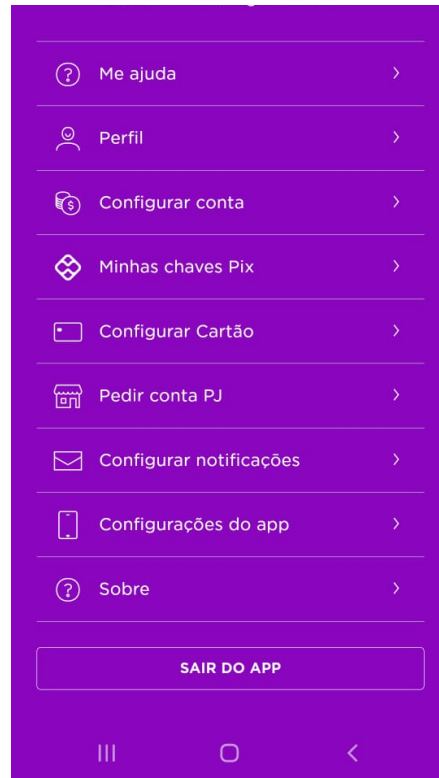 Me ajuda
Perfil
Configurar conta
Minhas chaves Pix
Configurar Cartão
Pedir conta PJ
Configurar notificações
Configurações do app
Sobre
SAIR DO APP